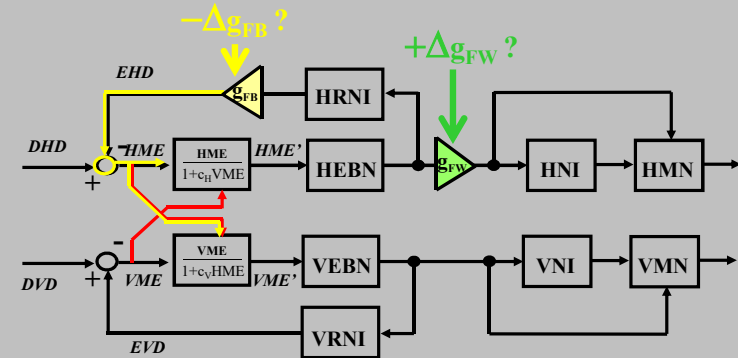 −Δg_FB ?
+Δg_FW ?
EHD
g_FB
HRNI
DHD
-
HME
+
HME
1+c_HVME
HME’
HEBN
g_FW
HNI
HMN
-
+
DVD
VME
VME
1+c_VHME
VME’
VEBN
VNI
VMN
VRNI
EVD